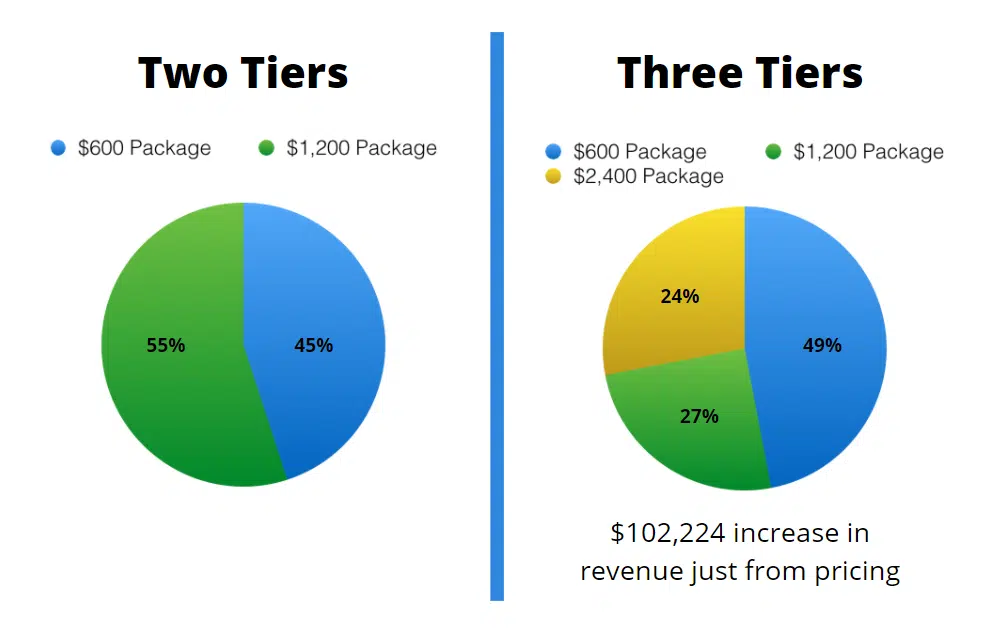 Two Tiers
$600 Package
$1,200 Package
55%
45%
Three Tiers
$600 Package
$1,200 Package
$2,400 Package
24%
49%
27%
$102,224 increase in
revenue just from pricing